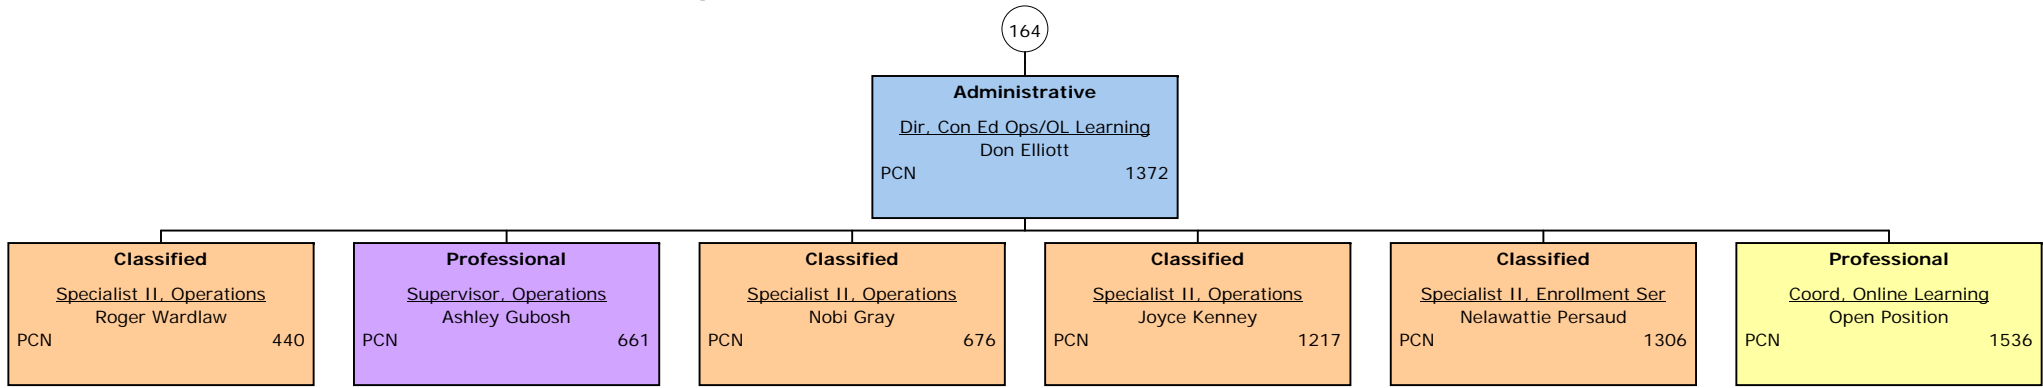 164
Administrative
Dir, Con Ed Ops/OL Learning
Don Elliott
PCN 1372
Classified
Specialist II, Operations
Roger Wardlaw
PCN 440
Professional
Supervisor, Operations
Ashley Gubosh
PCN 661
Classified
Specialist II, Operations
Nobi Gray
PCN 676
Classified
Specialist II, Operations
Joyce Kenney
PCN 1217
Classified
Specialist II, Enrollment Ser
Nelawattie Persaud
PCN 1306
Professional
Coord, Online Learning
Open Position
PCN 1536